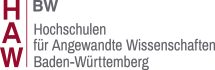 HAW BW
Hochschulen
für Angewandte Wissenschaften
Baden-Württemberg